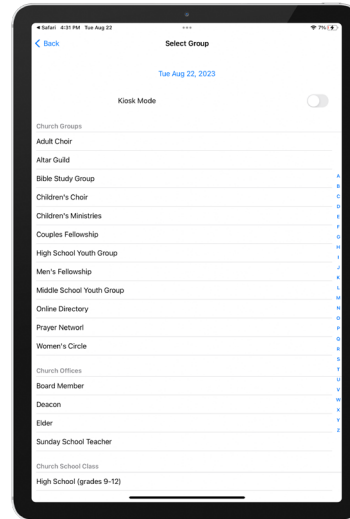 Safari 4:31 PM Tue Aug 22 7%
Back Select Group
Tue Aug 22, 2023
Kiosk Mode
Church Groups
Adult Choir
Altar Guild
Bible Study Group
Children's Choir
Children's Ministries
Couples Fellowship
High School Youth Group
Men's Fellowship
Middle School Youth Group
Online Directory
Prayer Networl
Women's Circle
Church Offices
Board Member
Deacon
Elder
Sunday School Teacher
Church School Class
High School (grades 9-12)
A
B
C
D
E
F
G
H
I
J
K
L
M
N
O
P
Q
R
S
T
U
V
W
X
Y
Z